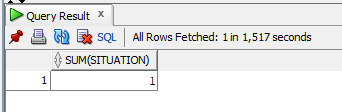 Query Result
SQL | All Rows Fetched: 1 in 1,517 seconds
SUM(SITUATION)
1 1